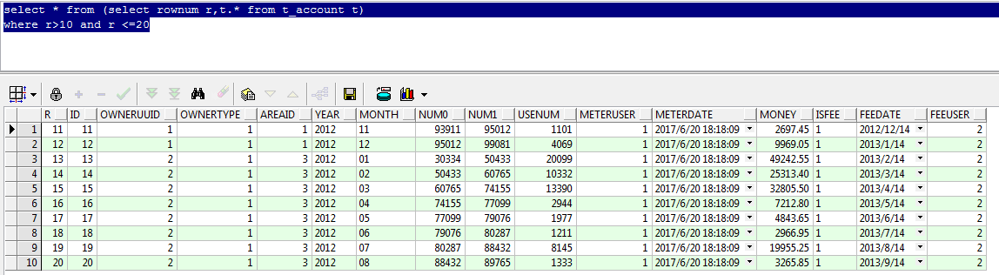 select * from (select rownum r,t.* from t_account t)
where r>10 and r <=20
R ID OWNERUUID OWNERTYPE AREAID YEAR MONTH NUM0 NUM1 USENUM METERUSER METERDATE MONEY ISFEE FEEDATE FEEUSER
1 11 11 1 1 1 2012 11 93911 95012 1101 1 2017/6/20 18:18:09 2697.45 1 2012/12/14 2
2 12 12 1 1 1 2012 12 95012 99081 4069 1 2017/6/20 18:18:09 9969.05 1 2013/1/14 2
3 13 13 2 1 3 2012 01 30334 50433 20099 1 2017/6/20 18:18:09 49242.55 1 2013/2/14 2
4 14 14 2 1 3 2012 02 50433 60765 10332 1 2017/6/20 18:18:09 25313.40 1 2013/3/14 2
5 15 15 2 1 3 2012 03 60765 74155 13390 1 2017/6/20 18:18:09 32805.50 1 2013/4/14 2
6 16 16 2 1 3 2012 04 74155 77099 2944 1 2017/6/20 18:18:09 7212.80 1 2013/5/14 2
7 17 17 2 1 3 2012 05 77099 79076 1977 1 2017/6/20 18:18:09 4843.65 1 2013/6/14 2
8 18 18 2 1 3 2012 06 79076 80287 1211 1 2017/6/20 18:18:09 2966.95 1 2013/7/14 2
9 19 19 2 1 3 2012 07 80287 88432 8145 1 2017/6/20 18:18:09 19955.25 1 2013/8/14 2
10 20 20 2 1 3 2012 08 88432 89765 1333 1 2017/6/20 18:18:09 3265.85 1 2013/9/14 2